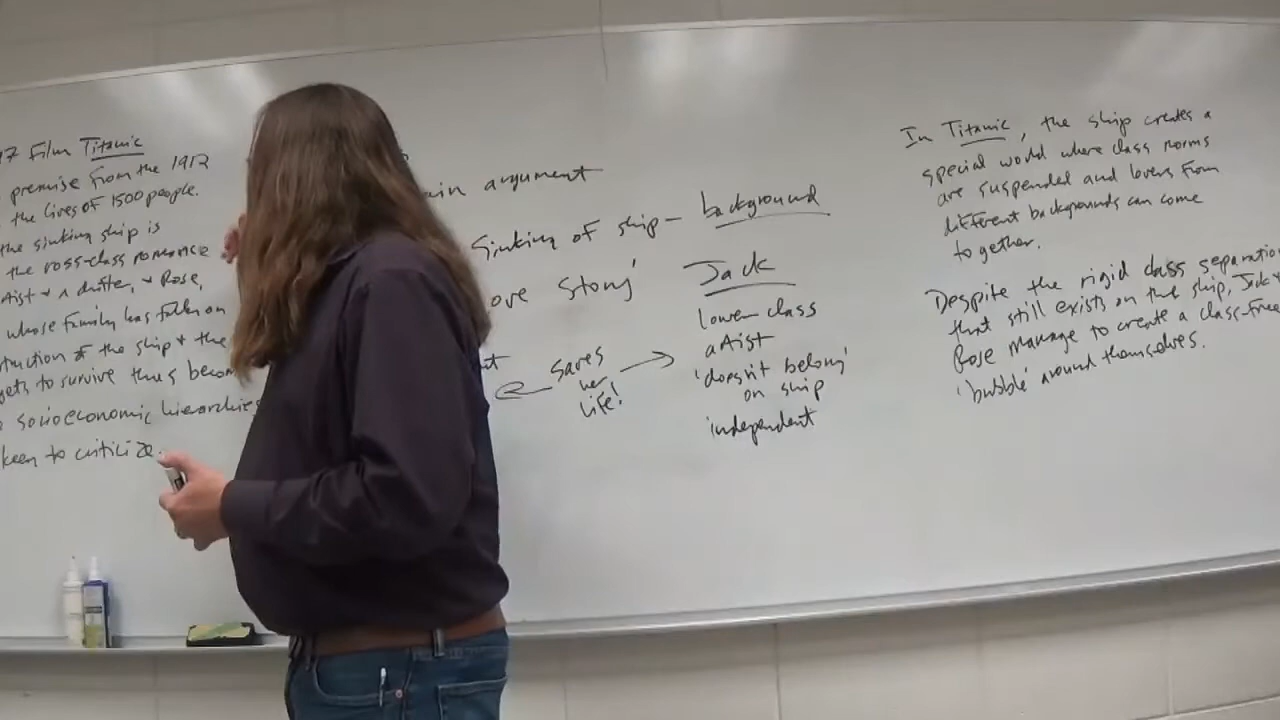 Film Titanic
premise from the 1912
the lives of 1500 people.
the sinking ship is
the cross-class romance
+ a drifter, + Rose,
whose family has fallen on
the ship + the
gets to survive thus
socioeconomic hierarchies
keen to criticize.
argument
Sinking of ship - background
Story'
saves
her
life!
Jack
lower class
artist
'doesn't belong'
on ship
independent
In Titanic, the ship creates a
special world where class norms
are suspended and lovers from
different backgrounds can come
together.
Despite the rigid class separation
that still exists on the ship, Jack +
Rose manage to create a class-free
'bubble' around themselves.